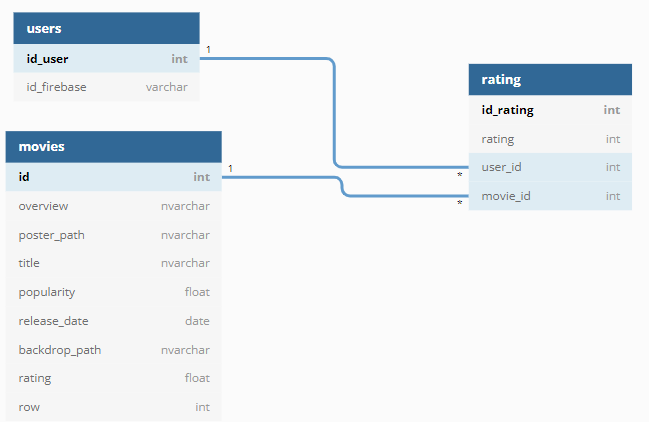 users
id_user int
id_firebase varchar
movies
id int
overview nvarchar
poster_path nvarchar
title nvarchar
popularity float
release_date date
backdrop_path nvarchar
rating float
row int
1
1
*
*
rating
id_rating int
rating int
user_id int
movie_id int